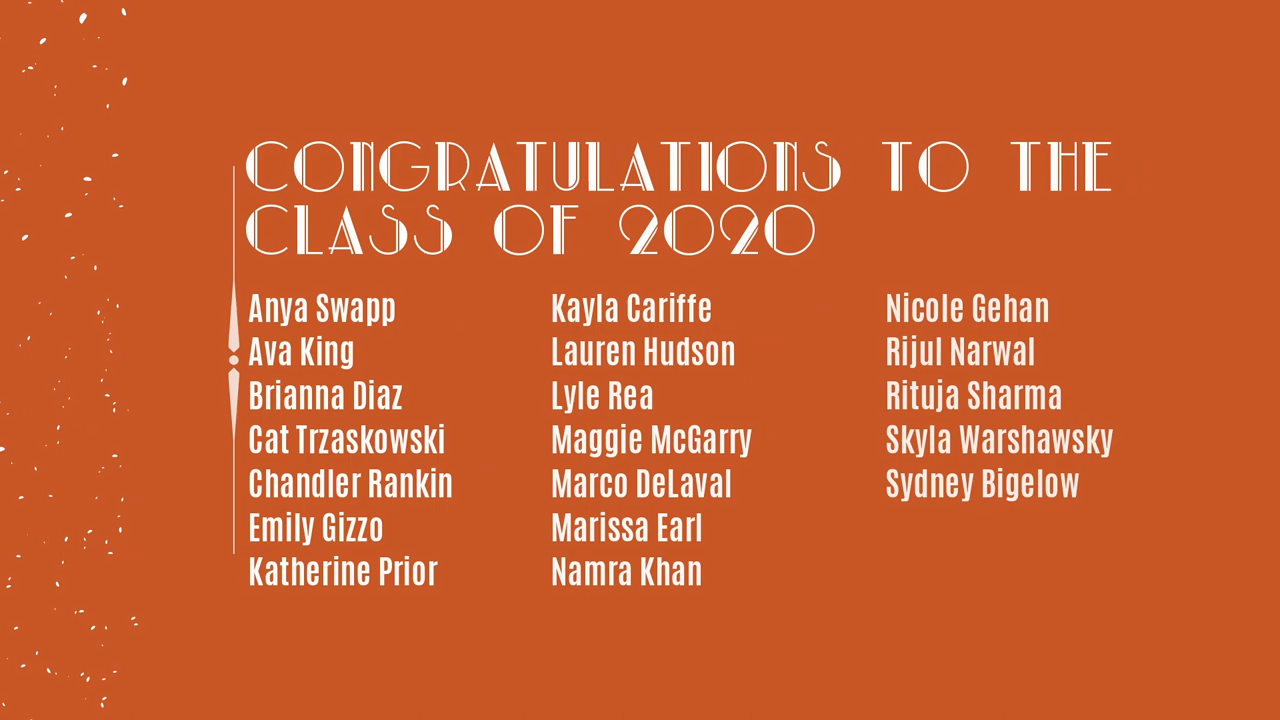 CONGRATULATIONS TO THE
CLASS OF 2020
Anya Swapp
Ava King
Brianna Diaz
Cat Trzaskowski
Chandler Rankin
Emily Gizzo
Katherine Prior
Kayla Cariffe
Lauren Hudson
Lyle Rea
Maggie McGarry
Marco DeLaval
Marissa Earl
Namra Khan
Nicole Gehan
Rijul Narwal
Rituja Sharma
Skyla Warshawsky
Sydney Bigelow